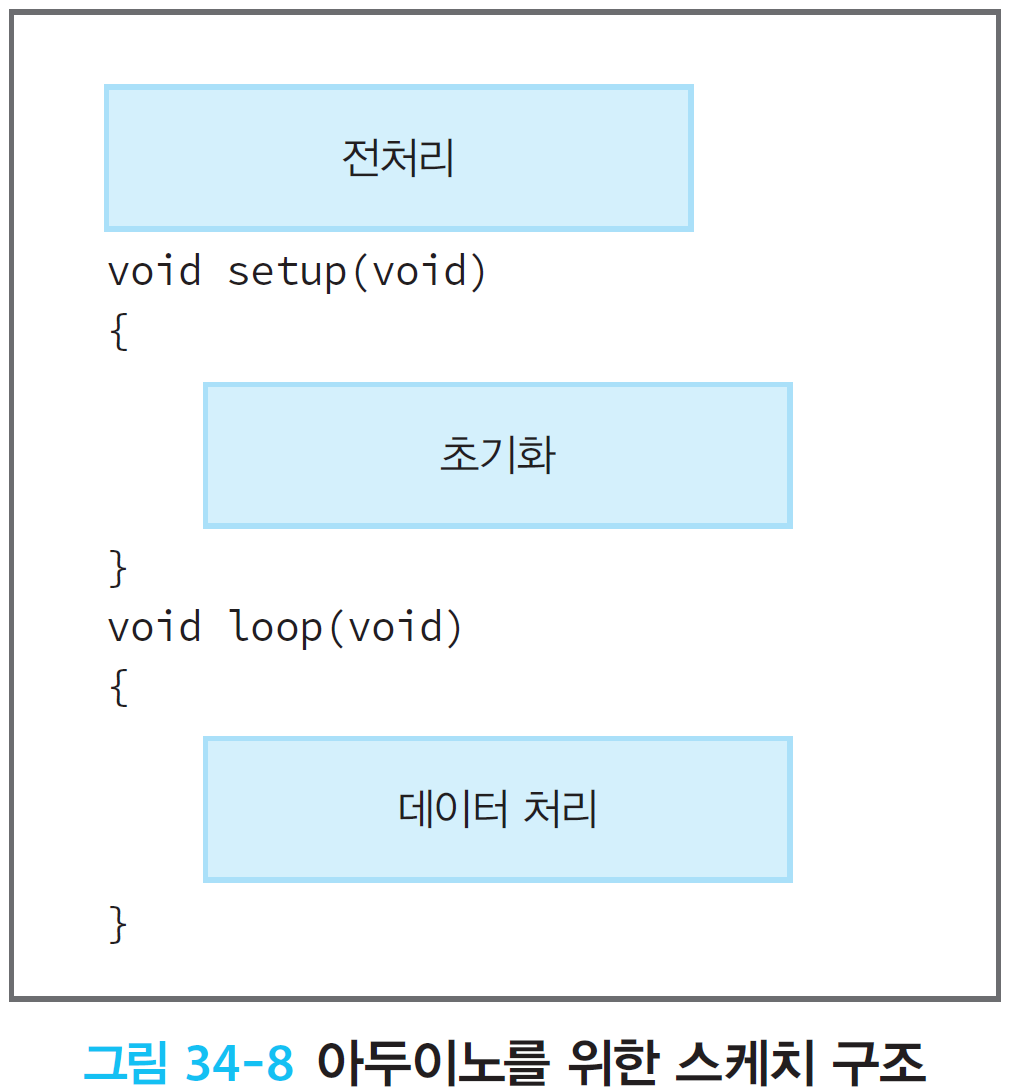 전처리
void setup(void)
{
초기화
}
void loop(void)
{
데이터 처리
}
그림 34-8 아두이노를 위한 스케치 구조